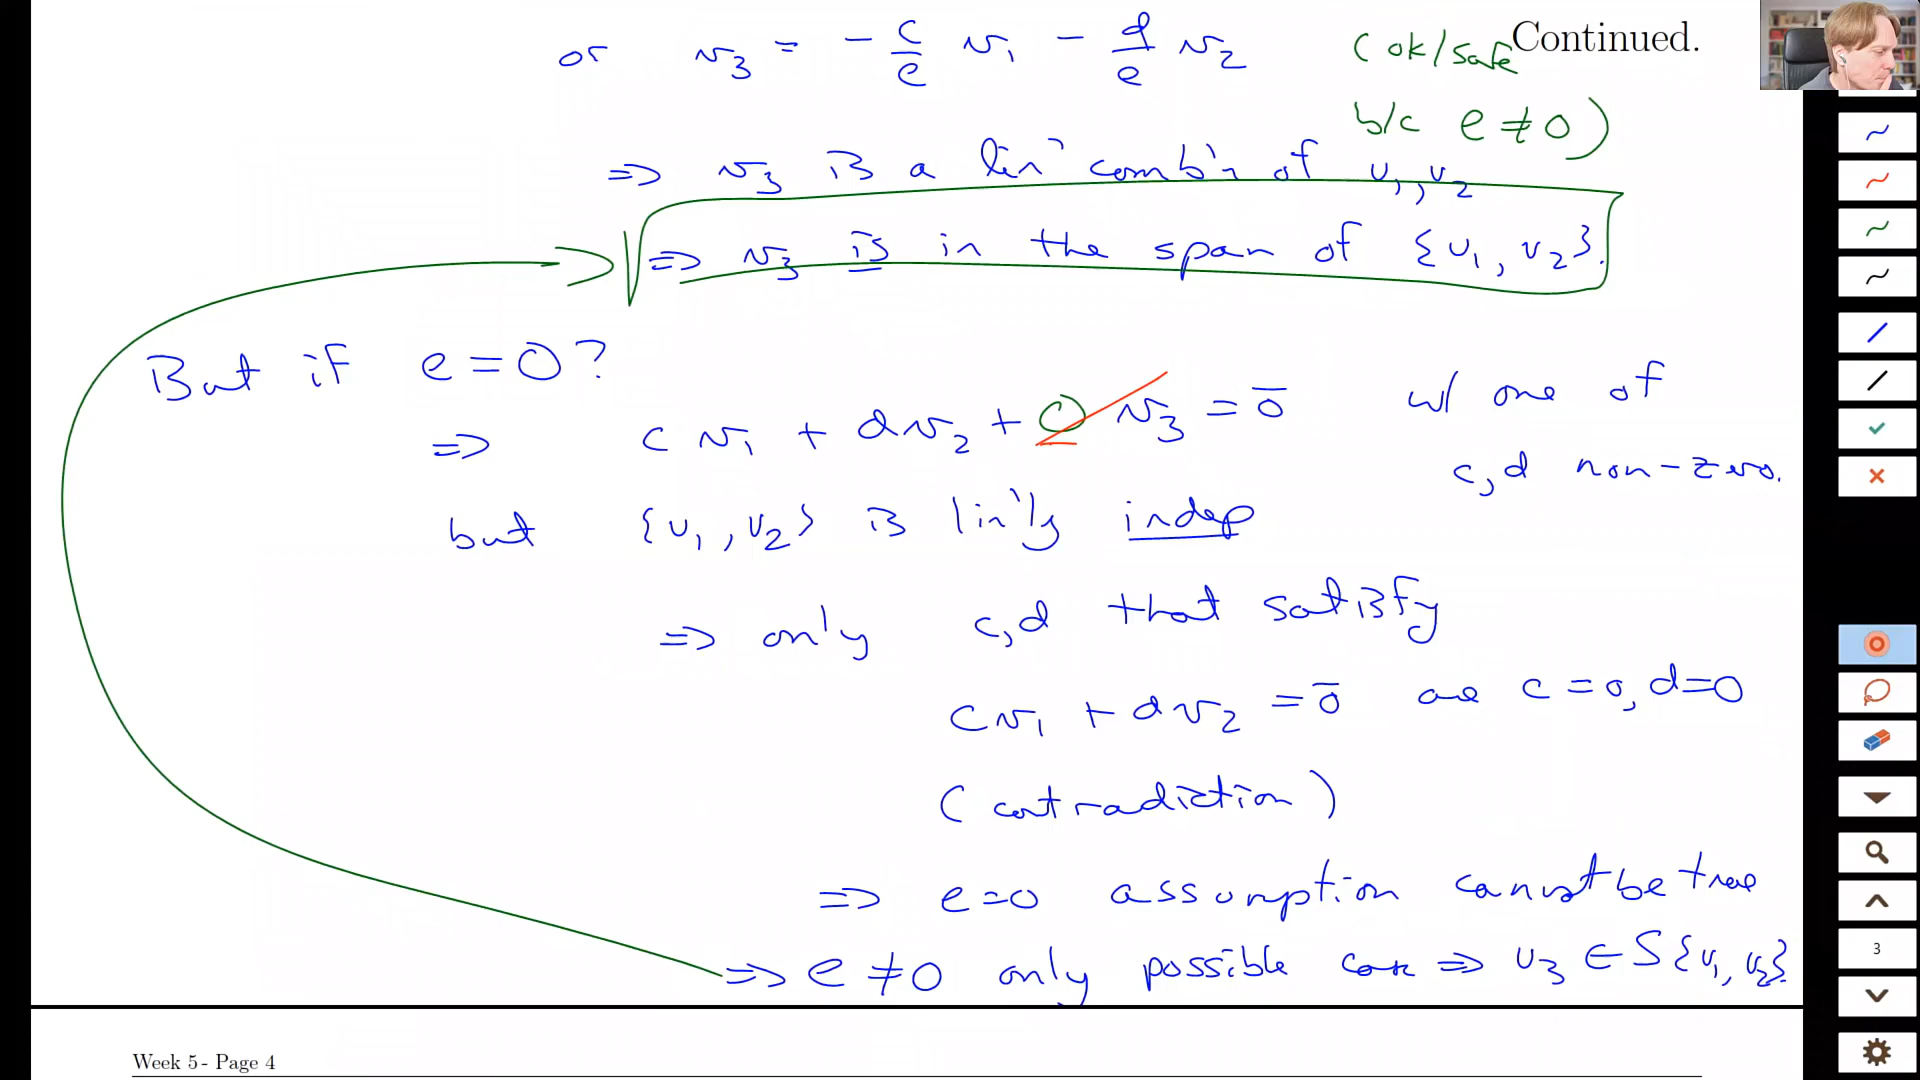 Continued.
or v₃ = - c/e v₁ - d/e v₂ (ok/safe
b/c e ≠ 0)
⇒ v₃ is a lin' comb'n of v₁, v₂
⇒ v₃ is in the span of {v₁, v₂}.
But if e = 0?
⇒ c v₁ + d v₂ + 0 v₃ = 0̅ w/ one of
c, d non-zero.
but {v₁, v₂} is lin'ly indep
⇒ only c, d that satisfy
c v₁ + d v₂ = 0̅ are c = 0, d = 0
(contradiction)
⇒ e = 0 assumption cannot be true
⇒ e ≠ 0 only possible case ⇒ v₃ ∈ S{v₁, v₂}.
3
Week 5 - Page 4